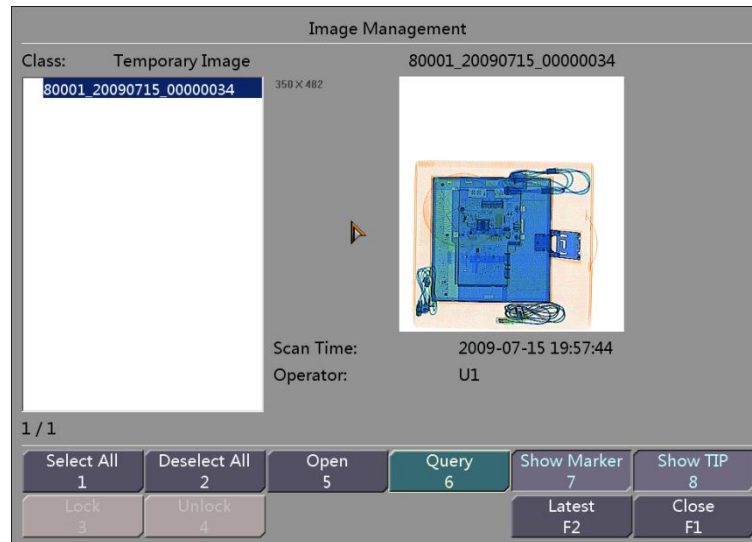 Image Management
Class: Temporary Image
80001_20090715_00000034
80001_20090715_00000034
350×482
Scan Time: 2009-07-15 19:57:44
Operator: U1
1 / 1
Select All Deselect All Open Query Show Marker Show TIP
1 2 5 6 7 8
Lock Unlock Latest Close
3 4 F2 F1